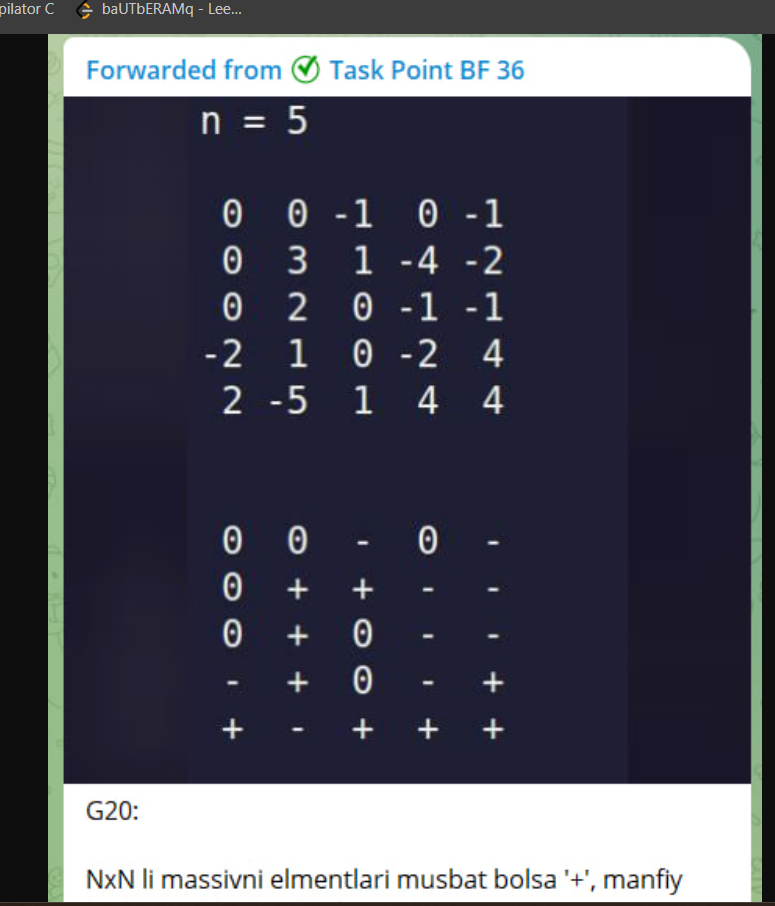 pilator C baUTbERAMq - Lee...
Forwarded from Task Point BF 36
n = 5
0 0 -1 0 -1
0 3 1 -4 -2
0 2 0 -1 -1
-2 1 0 -2 4
2 -5 1 4 4
0 0 - 0 -
0 + + - -
0 + 0 - -
- + 0 - +
+ - + + +
G20:
NxN li massivni elmentlari musbat bolsa '+', manfiy